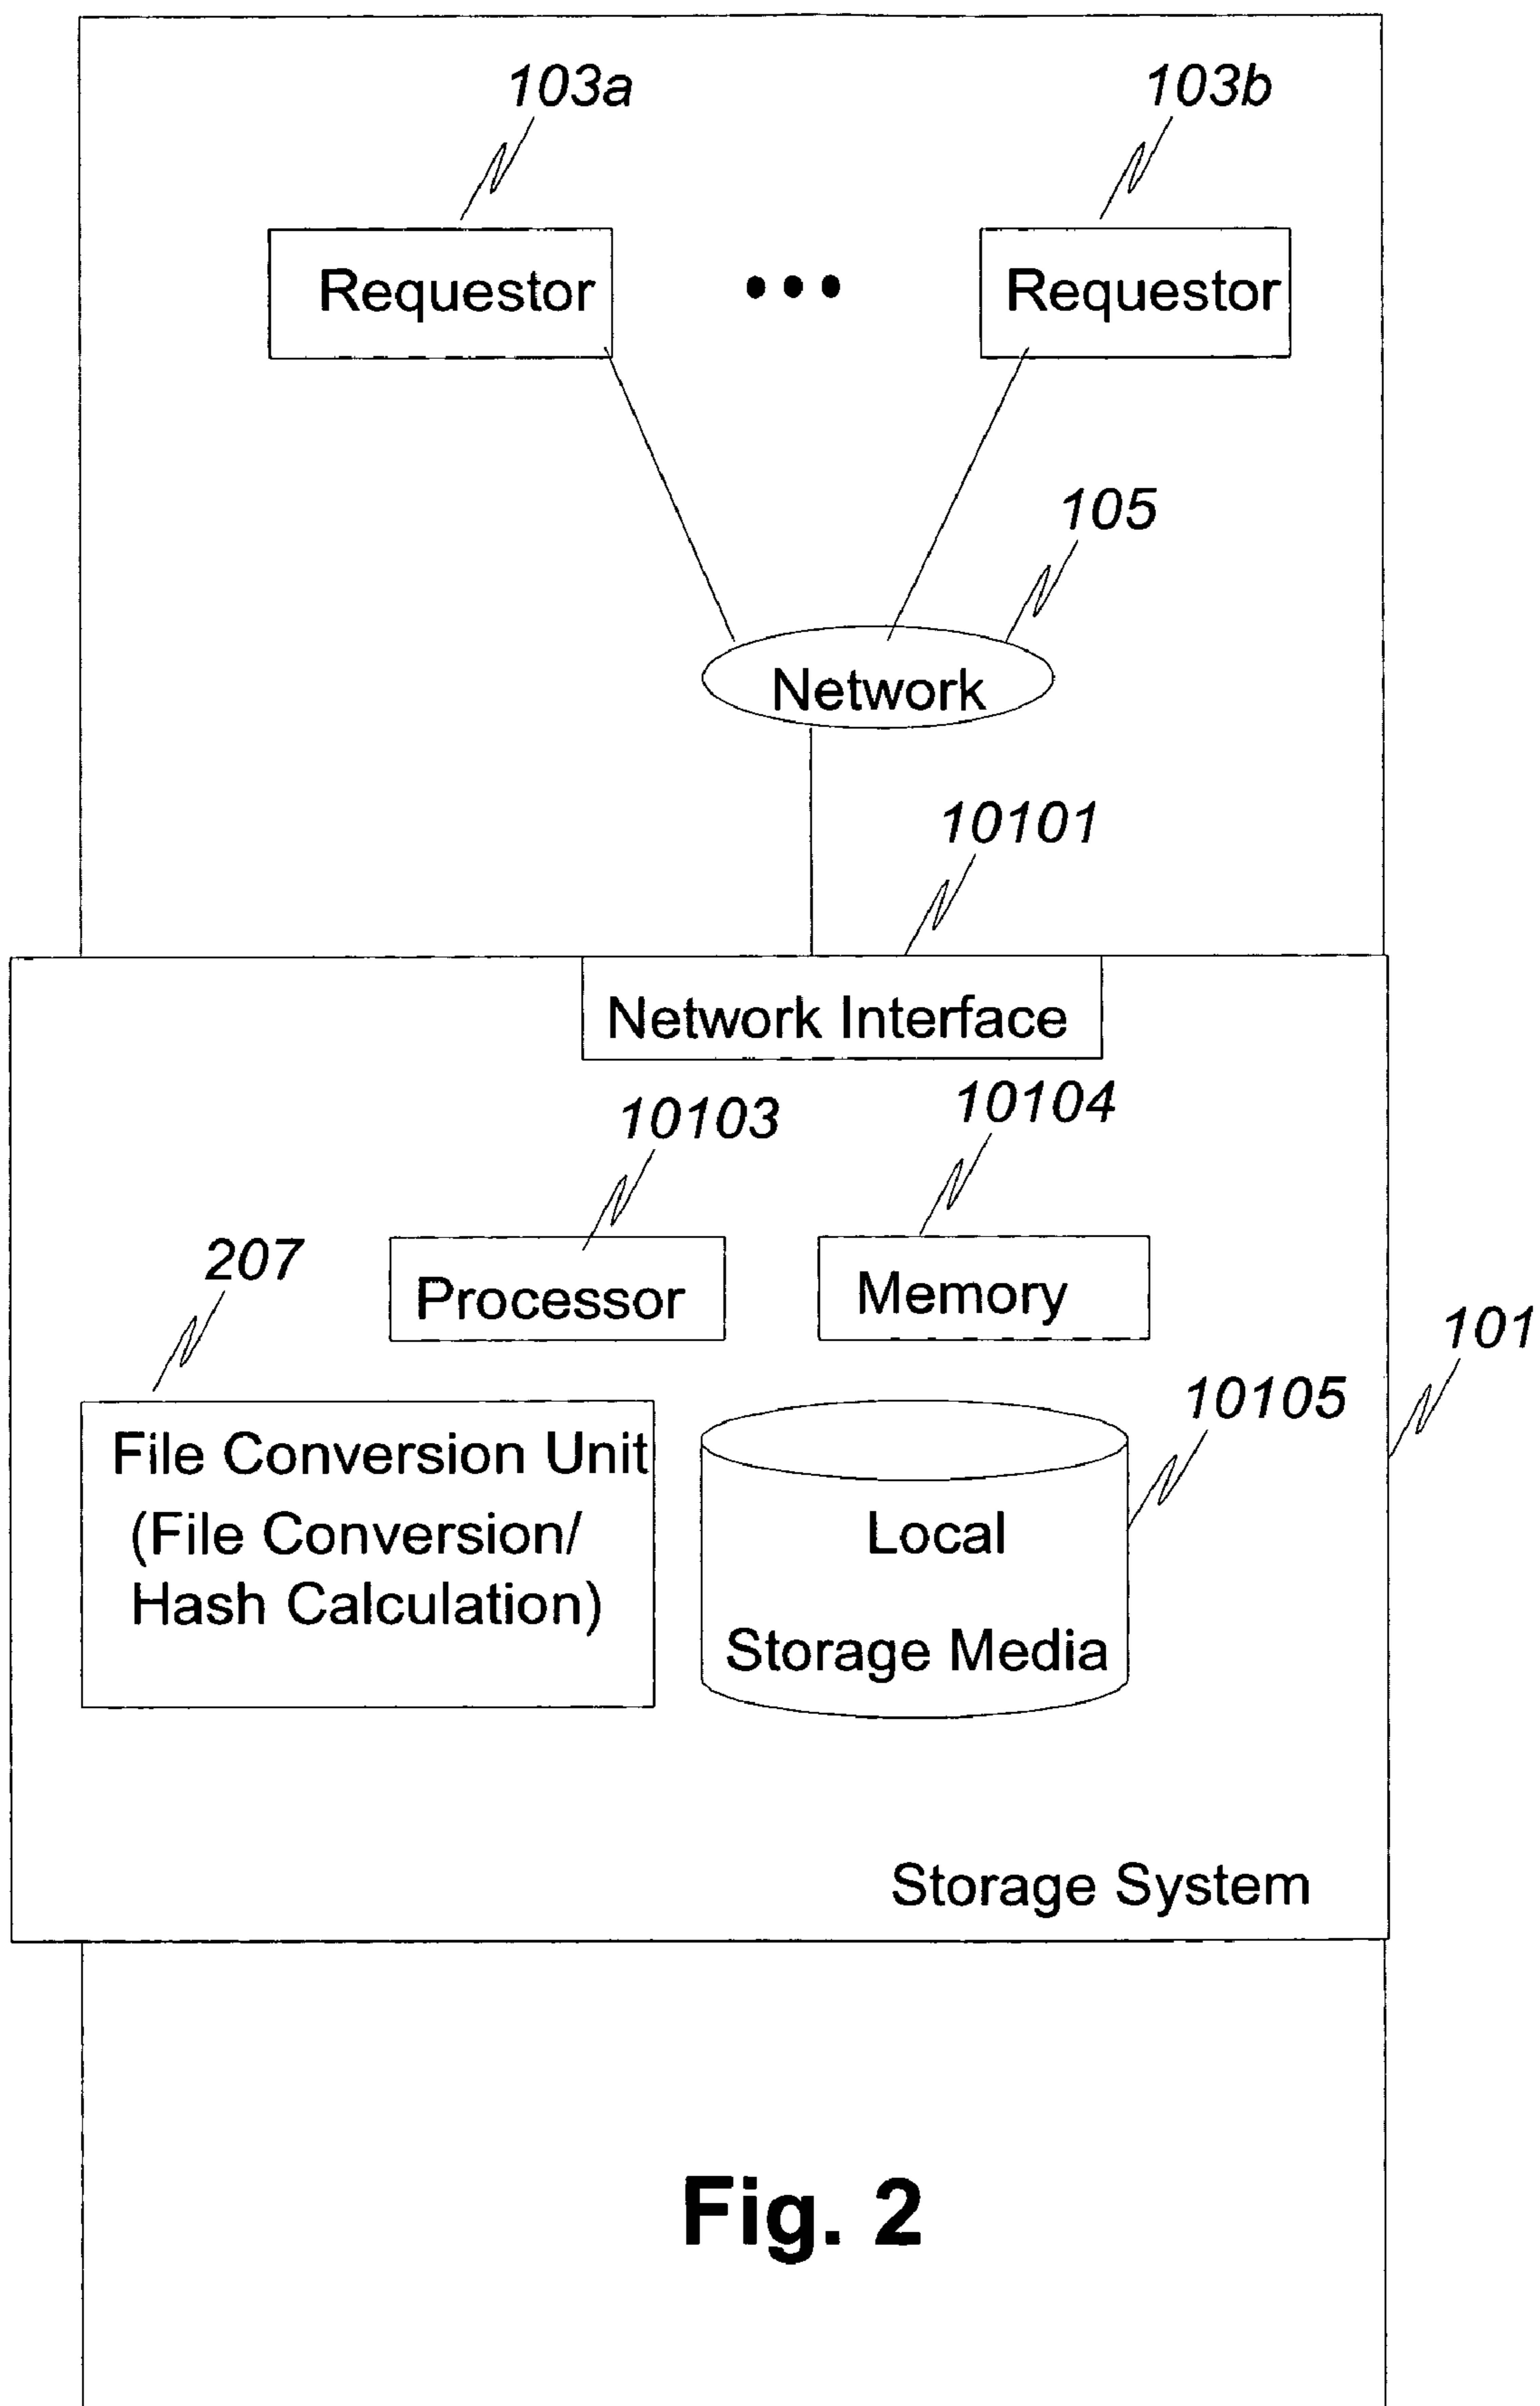 103a
103b
Requestor
•••
Requestor
105
Network
10101
Network Interface
10103
10104
207
Processor
Memory
101
10105
File Conversion Unit
(File Conversion/
Hash Calculation)
Local
Storage Media
Storage System
Fig. 2